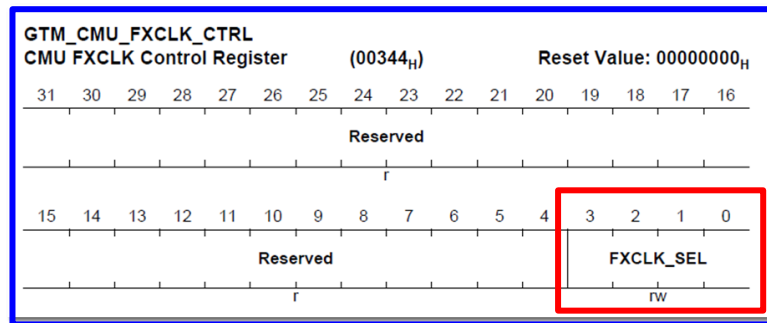 GTM_CMU_FXCLK_CTRL
CMU FXCLK Control Register (00344H) Reset Value: 00000000H
31 30 29 28 27 26 25 24 23 22 21 20 19 18 17 16
Reserved
r
15 14 13 12 11 10 9 8 7 6 5 4 3 2 1 0
Reserved FXCLK_SEL
r rw